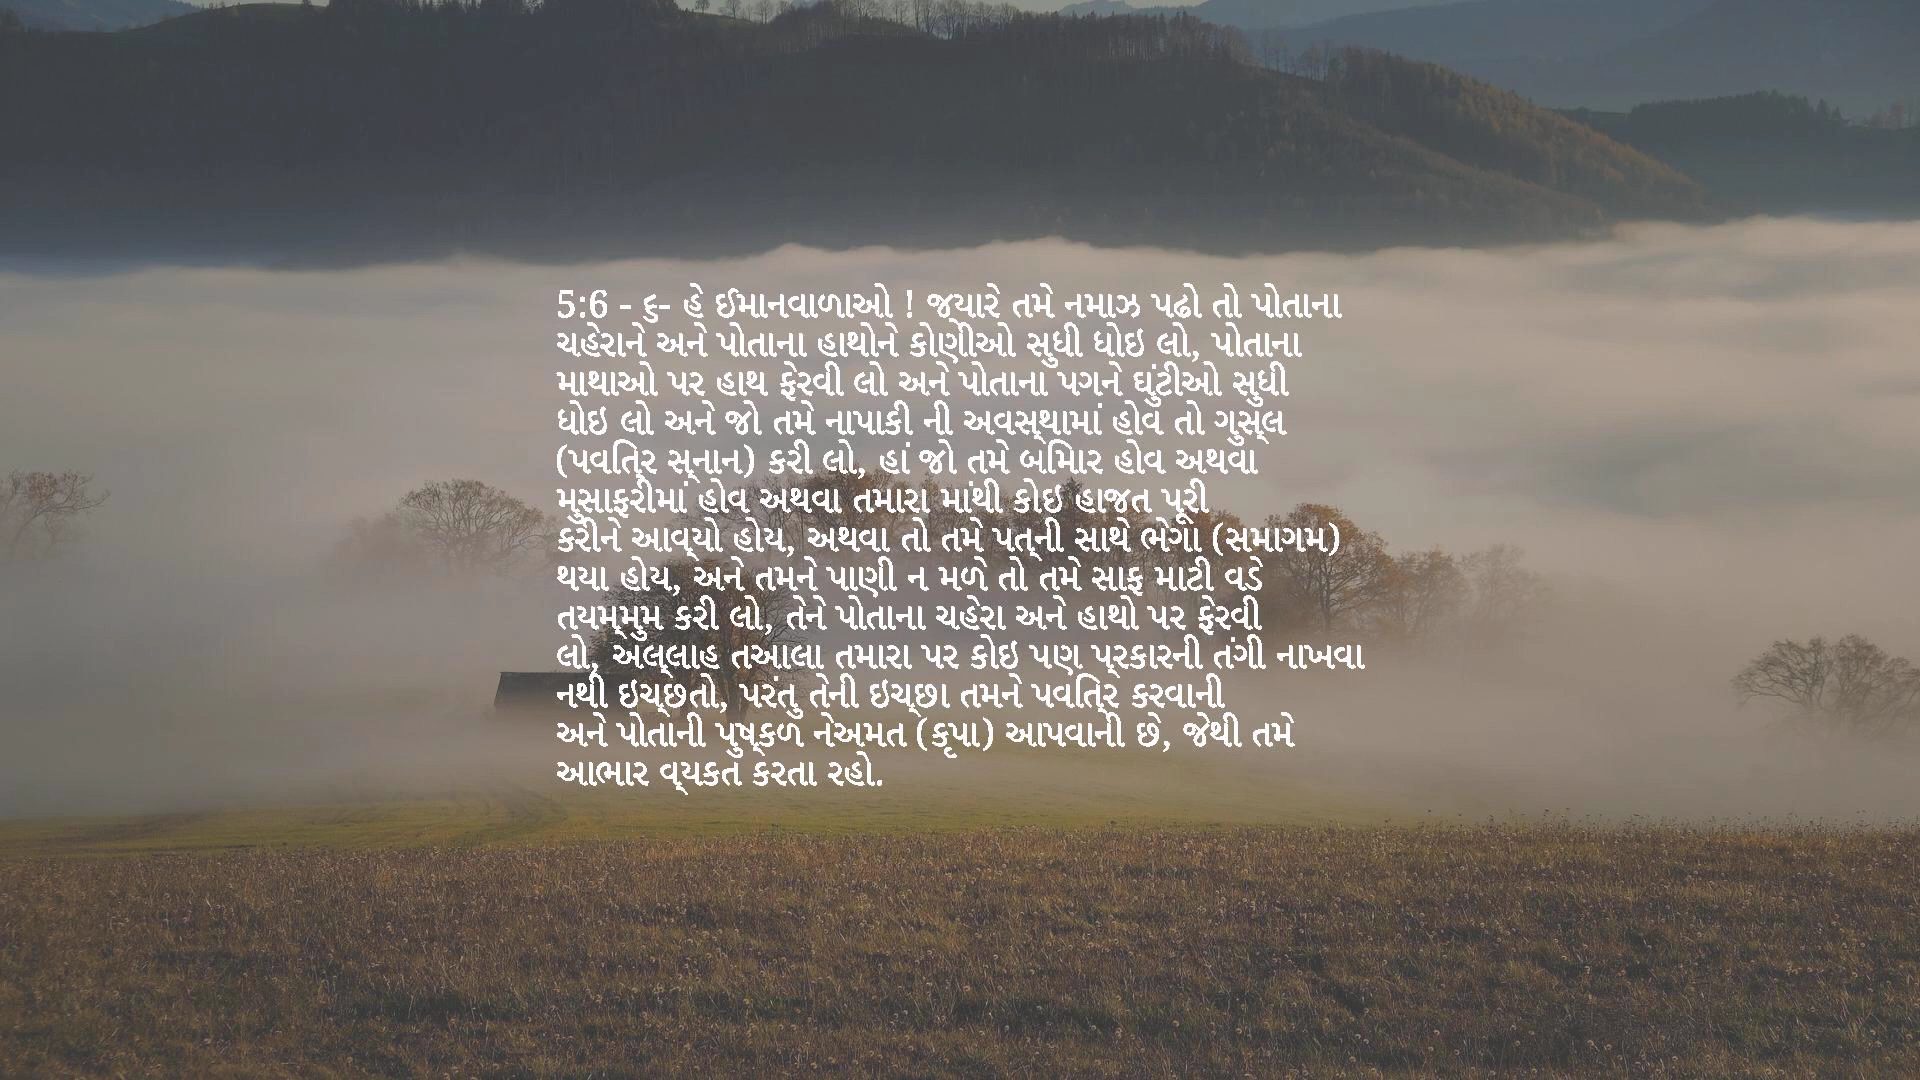 5:6 - ૬- હે ઈમાનવાળાઓ ! જ્યારે તમે નમાઝ પઢો તો પોતાના
ચહેરાને અને પોતાના હાથોને કોણીઓ સુધી ધોઇ લો, પોતાના
માથાઓ પર હાથ ફેરવી લો અને પોતાના પગને ઘુંટીઓ સુધી
ધોઇ લો અને જો તમે નાપાકી ની અવસ્થામાં હોવ તો ગુસ્લ
(પવિત્ર સ્નાન) કરી લો, હાં જો તમે બિમાર હોવ અથવા
મુસાફરીમાં હોવ અથવા તમારા માંથી કોઇ હાજત પૂરી
કરીને આવ્યો હોય, અથવા તો તમે પત્ની સાથે ભેગા (સમાગમ)
થયા હોય, અને તમને પાણી ન મળે તો તમે સાફ માટી વડે
તયમ્મુમ કરી લો, તેને પોતાના ચહેરા અને હાથો પર ફેરવી
લો, અલ્લાહ તઆલા તમારા પર કોઇ પણ પ્રકારની તંગી નાખવા
નથી ઇચ્છતો, પરંતુ તેની ઇચ્છા તમને પવિત્ર કરવાની
અને પોતાની પુષ્કળ નેઅમત (કૃપા) આપવાની છે, જેથી તમે
આભાર વ્યકત કરતા રહો.